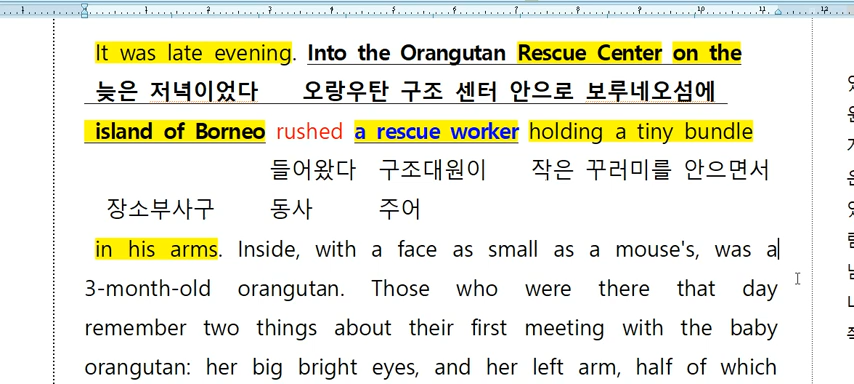 It was late evening. Into the Orangutan Rescue Center on the
늦은 저녁이었다 오랑우탄 구조 센터 안으로 보루네오섬에
island of Borneo rushed a rescue worker holding a tiny bundle
들어왔다 구조대원이 작은 꾸러미를 안으면서
장소부사구 동사 주어
in his arms. Inside, with a face as small as a mouse's, was a
3-month-old orangutan. Those who were there that day
remember two things about their first meeting with the baby
orangutan: her big bright eyes, and her left arm, half of which